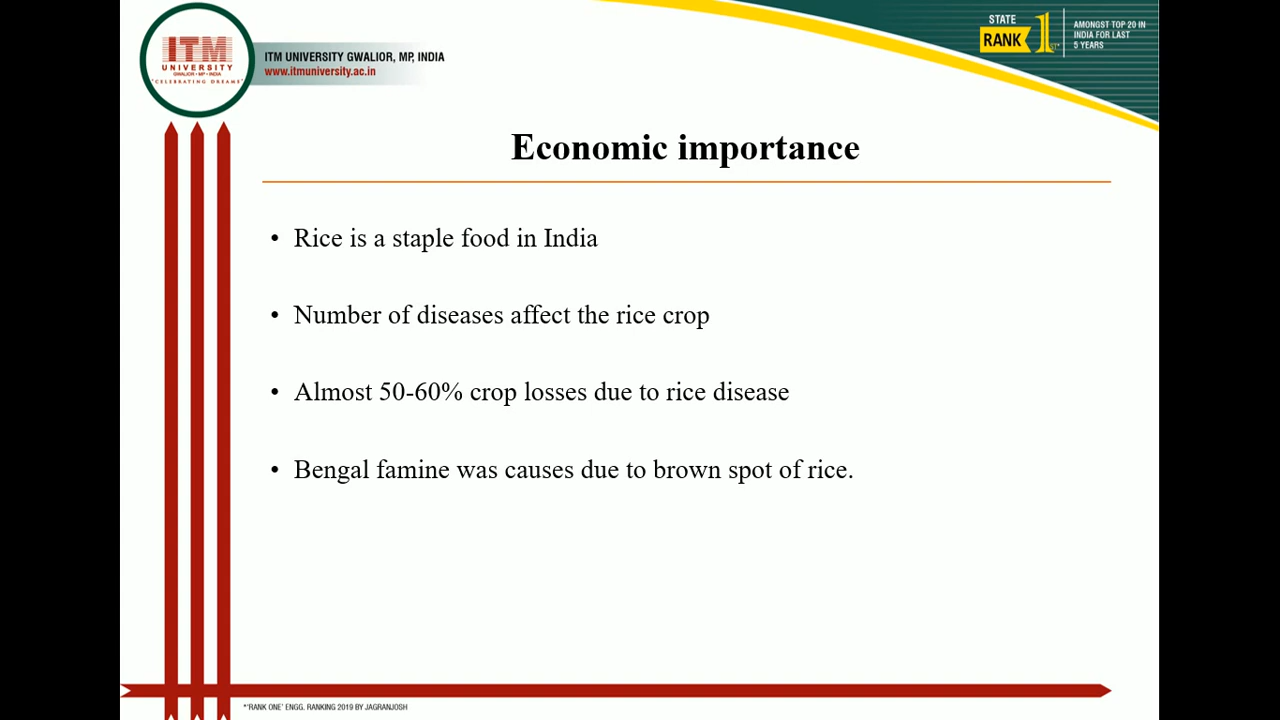 ITM
UNIVERSITY
GWALIOR • MP • INDIA
"CELEBRATING DREAMS"
ITM UNIVERSITY GWALIOR, MP, INDIA
www.itmuniversity.ac.in
STATE
RANK 1ST*
AMONGST TOP 20 IN
INDIA FOR LAST
5 YEARS
Economic importance
• Rice is a staple food in India
• Number of diseases affect the rice crop
• Almost 50-60% crop losses due to rice disease
• Bengal famine was causes due to brown spot of rice.
*'RANK ONE' ENGG. RANKING 2019 BY JAGRANJOSH